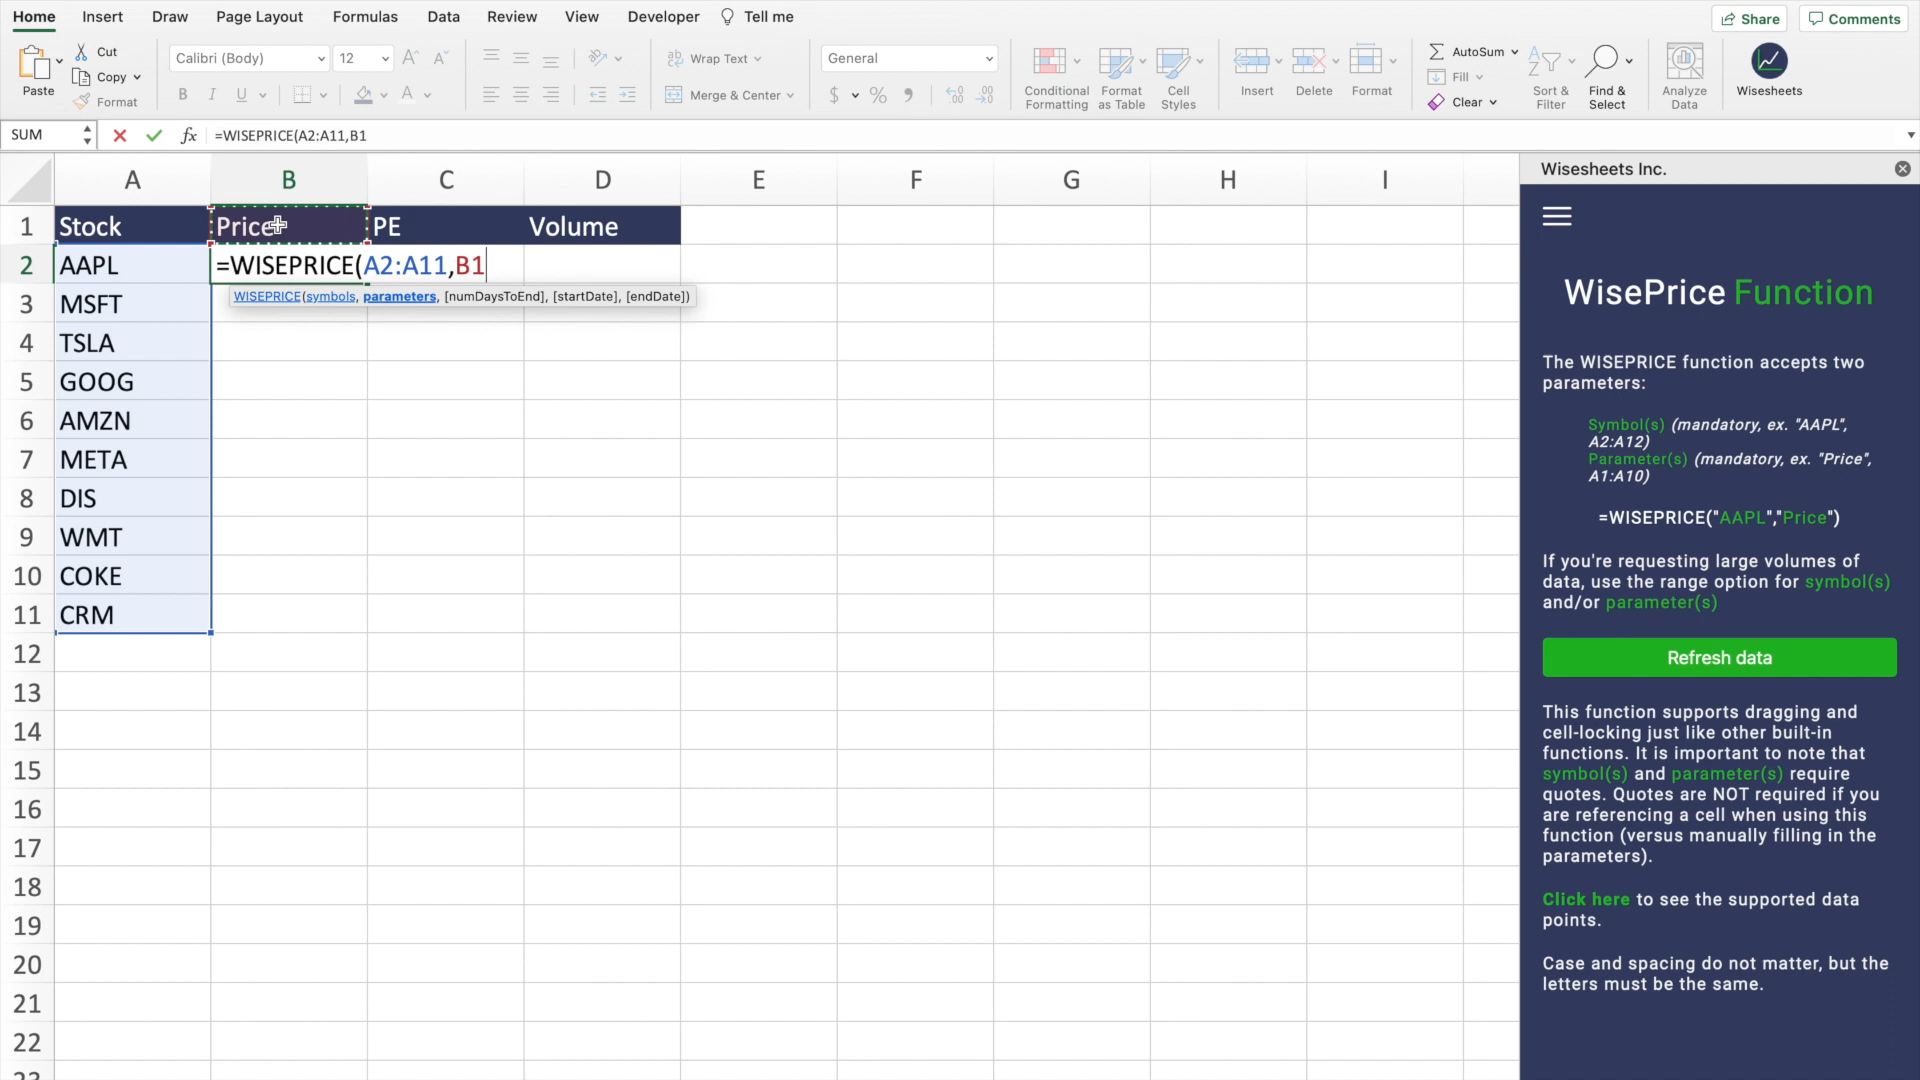 Home Insert Draw Page Layout Formulas Data Review View Developer Tell me Share Comments
Paste Cut Copy Format
Calibri (Body) 12 A^ Aˇ
B I U A
ab Wrap Text
Merge & Center
General
$ % 9
Conditional Formatting
Format as Table
Cell Styles
Insert Delete Format
AutoSum
Fill
Clear
Sort & Filter
Find & Select
Analyze Data
Wisesheets
SUM fx =WISEPRICE(A2:A11,B1
A B C D E F G H I
1 Stock Price PE Volume
2 AAPL =WISEPRICE(A2:A11,B1
WISEPRICE(symbols, parameters, [numDaysToEnd], [startDate], [endDate])
3 MSFT
4 TSLA
5 GOOG
6 AMZN
7 META
8 DIS
9 WMT
10 COKE
11 CRM
12
13
14
15
16
17
18
19
20
21
22
23
Wisesheets Inc.
WisePrice Function
The WISEPRICE function accepts two
parameters:
Symbol(s) (mandatory, ex. "AAPL",
A2:A12)
Parameter(s) (mandatory, ex. "Price",
A1:A10)
=WISEPRICE("AAPL","Price")
If you're requesting large volumes of
data, use the range option for symbol(s)
and/or parameter(s)
Refresh data
This function supports dragging and
cell-locking just like other built-in
functions. It is important to note that
symbol(s) and parameter(s) require
quotes. Quotes are NOT required if you
are referencing a cell when using this
function (versus manually filling in the
parameters).
Click here to see the supported data
points.
Case and spacing do not matter, but the
letters must be the same.